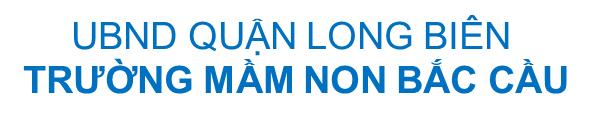 UBND QUẬN LONG BIÊN
TRƯỜNG MẦM NON BẮC CẦU